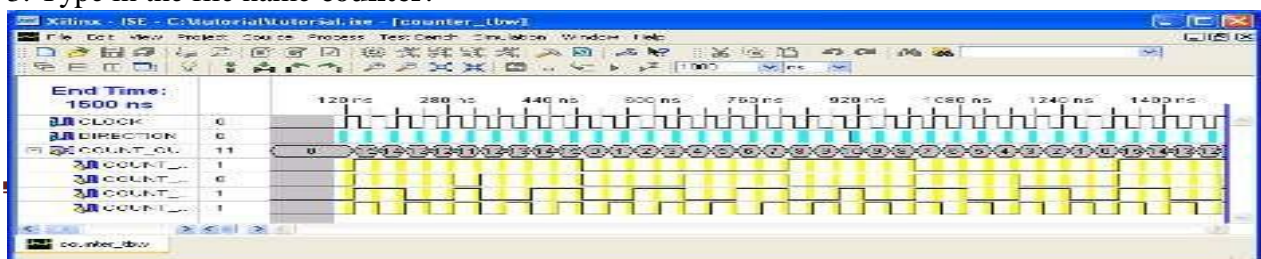 3. Type in the file name counter.
Xilinx - ISE - C:\tutorial\tutorial.ise - [counter_tbw]
File Edit View Project Source Process Test Bench Simulation Window Help
1000 ns
End Time:
1500 ns
120 ns 280 ns 440 ns 600 ns 760 ns 920 ns 1080 ns 1240 ns 1400 ns
CLOCK 0
DIRECTION 0
COUNT_OU... 11 0
COUNT_... 1
COUNT_... 0
COUNT_... 1
COUNT_... 1
counter_tbw